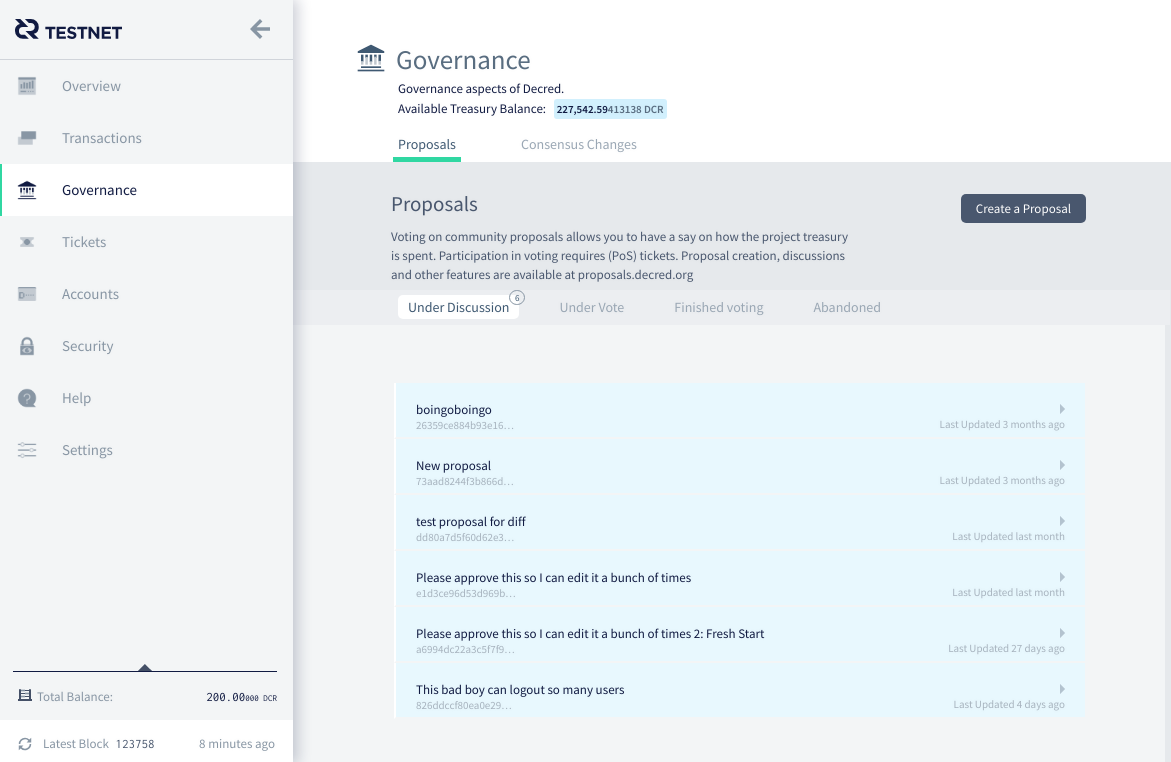 TESTNET
Overview
Transactions
Governance
Tickets
Accounts
Security
Help
Settings
Total Balance: 200.00000 DCR
Latest Block 123758 8 minutes ago
Governance
Governance aspects of Decred.
Available Treasury Balance: 227,542.59413138 DCR
Proposals Consensus Changes
Proposals
Create a Proposal
Voting on community proposals allows you to have a say on how the project treasury
is spent. Participation in voting requires (PoS) tickets. Proposal creation, discussions
and other features are available at proposals.decred.org
Under Discussion 6 Under Vote Finished voting Abandoned
boingoboingo
26359ce884b93e16… Last Updated 3 months ago
New proposal
73aad8244f3b866d… Last Updated 3 months ago
test proposal for diff
dd80a7d5f60d62e3… Last Updated last month
Please approve this so I can edit it a bunch of times
e1d3ce96d53d969b… Last Updated last month
Please approve this so I can edit it a bunch of times 2: Fresh Start
a6994dc22a3c5f7f9… Last Updated 27 days ago
This bad boy can logout so many users
826ddccf80ea0e29… Last Updated 4 days ago